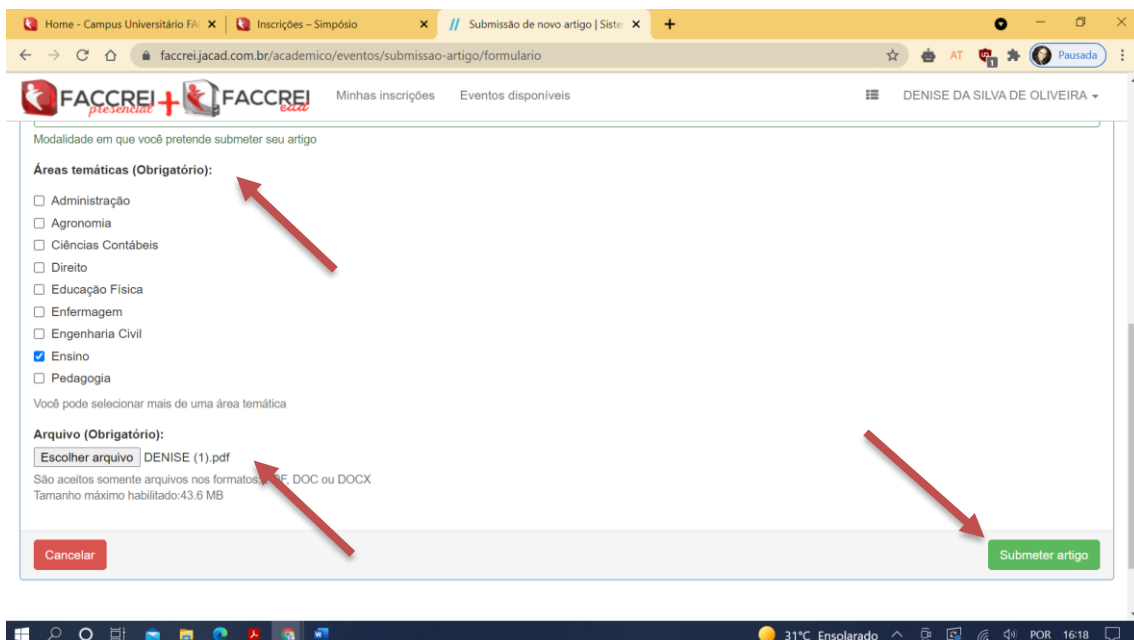 Home - Campus Universitário FA
Inscrições – Simpósio
Submissão de novo artigo | Siste
faccrei.jacad.com.br/academico/eventos/submissao-artigo/formulario
AT
1
Pausada
FACCREI presencial + FACCREI ead
Minhas inscrições
Eventos disponíveis
DENISE DA SILVA DE OLIVEIRA
Modalidade em que você pretende submeter seu artigo
Áreas temáticas (Obrigatório):
Administração
Agronomia
Ciências Contábeis
Direito
Educação Física
Enfermagem
Engenharia Civil
Ensino
Pedagogia
Você pode selecionar mais de uma área temática
Arquivo (Obrigatório):
Escolher arquivo DENISE (1).pdf
São aceitos somente arquivos nos formatos: DOC ou DOCX
Tamanho máximo habilitado:43.6 MB
Cancelar
Submeter artigo
31°C Ensolarado
POR
16:18